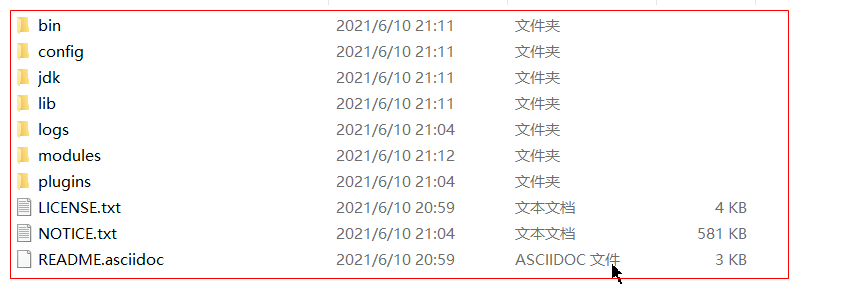 bin 2021/6/10 21:11 文件夹
config 2021/6/10 21:11 文件夹
jdk 2021/6/10 21:11 文件夹
lib 2021/6/10 21:11 文件夹
logs 2021/6/10 21:04 文件夹
modules 2021/6/10 21:12 文件夹
plugins 2021/6/10 21:04 文件夹
LICENSE.txt 2021/6/10 20:59 文本文档 4 KB
NOTICE.txt 2021/6/10 21:04 文本文档 581 KB
README.asciidoc 2021/6/10 20:59 ASCIIDOC 文件 3 KB